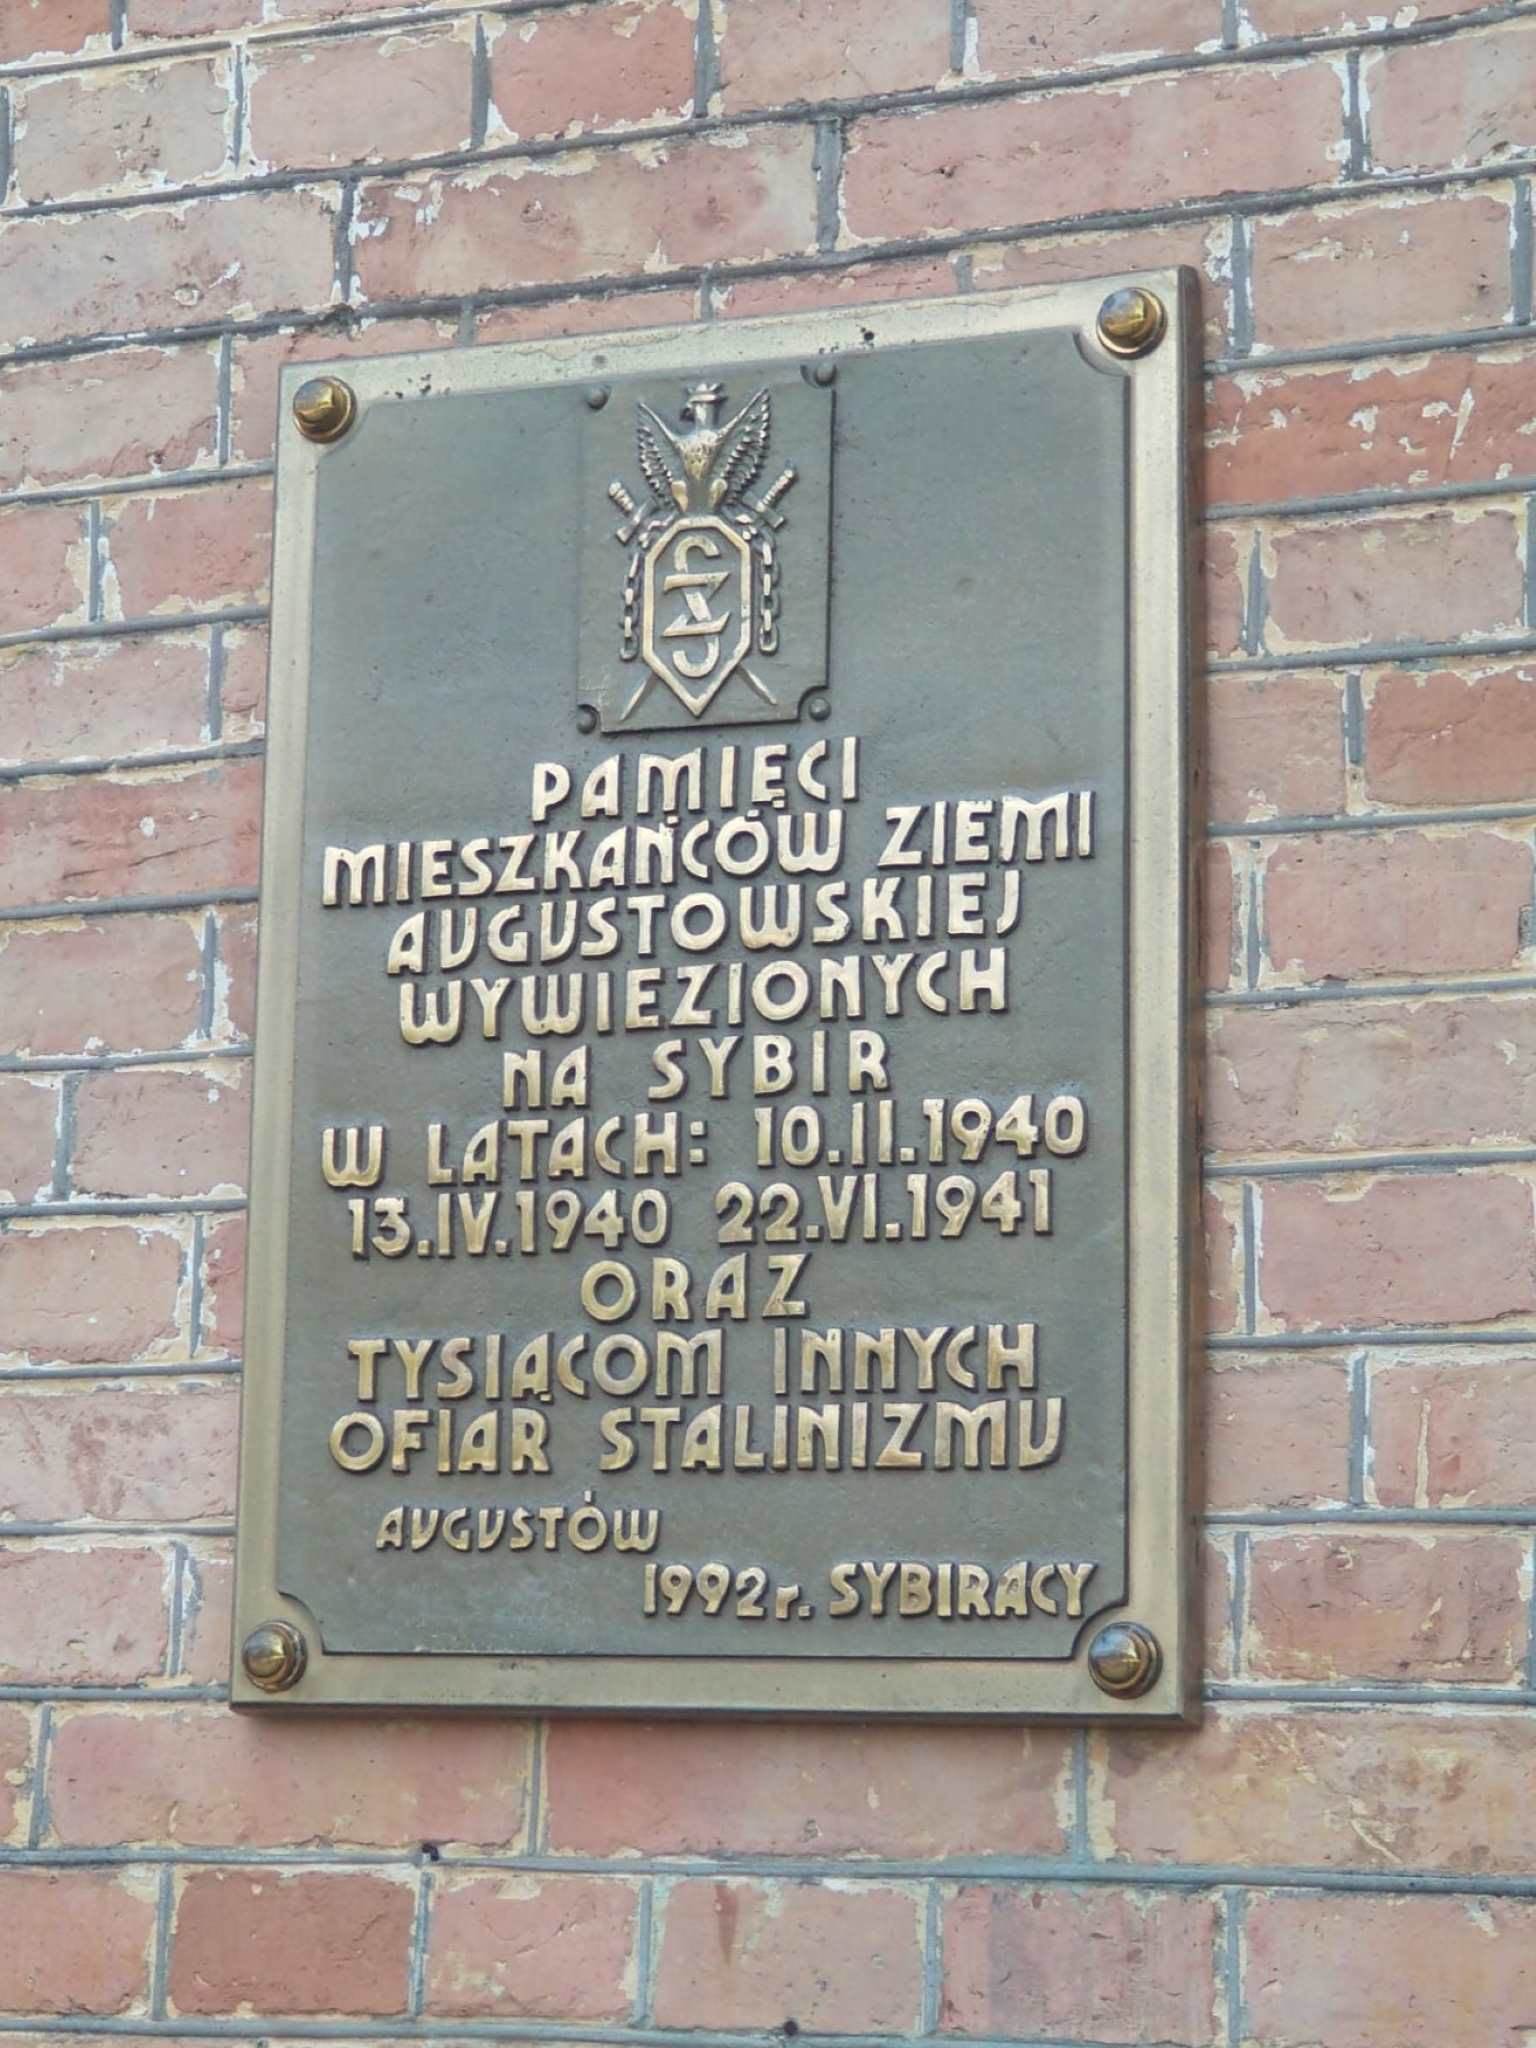 PAMIĘCI
MIESZKAŃCÓW ZIEMI
AUGUSTOWSKIEJ
WYWIEZIONYCH
NA SYBIR
W LATACH: 10.II.1940
13.IV.1940 22.VI.1941
ORAZ
TYSIĄCOM INNYCH
OFIAR STALINIZMU
AUGUSTÓW
1992 r. SYBIRACY